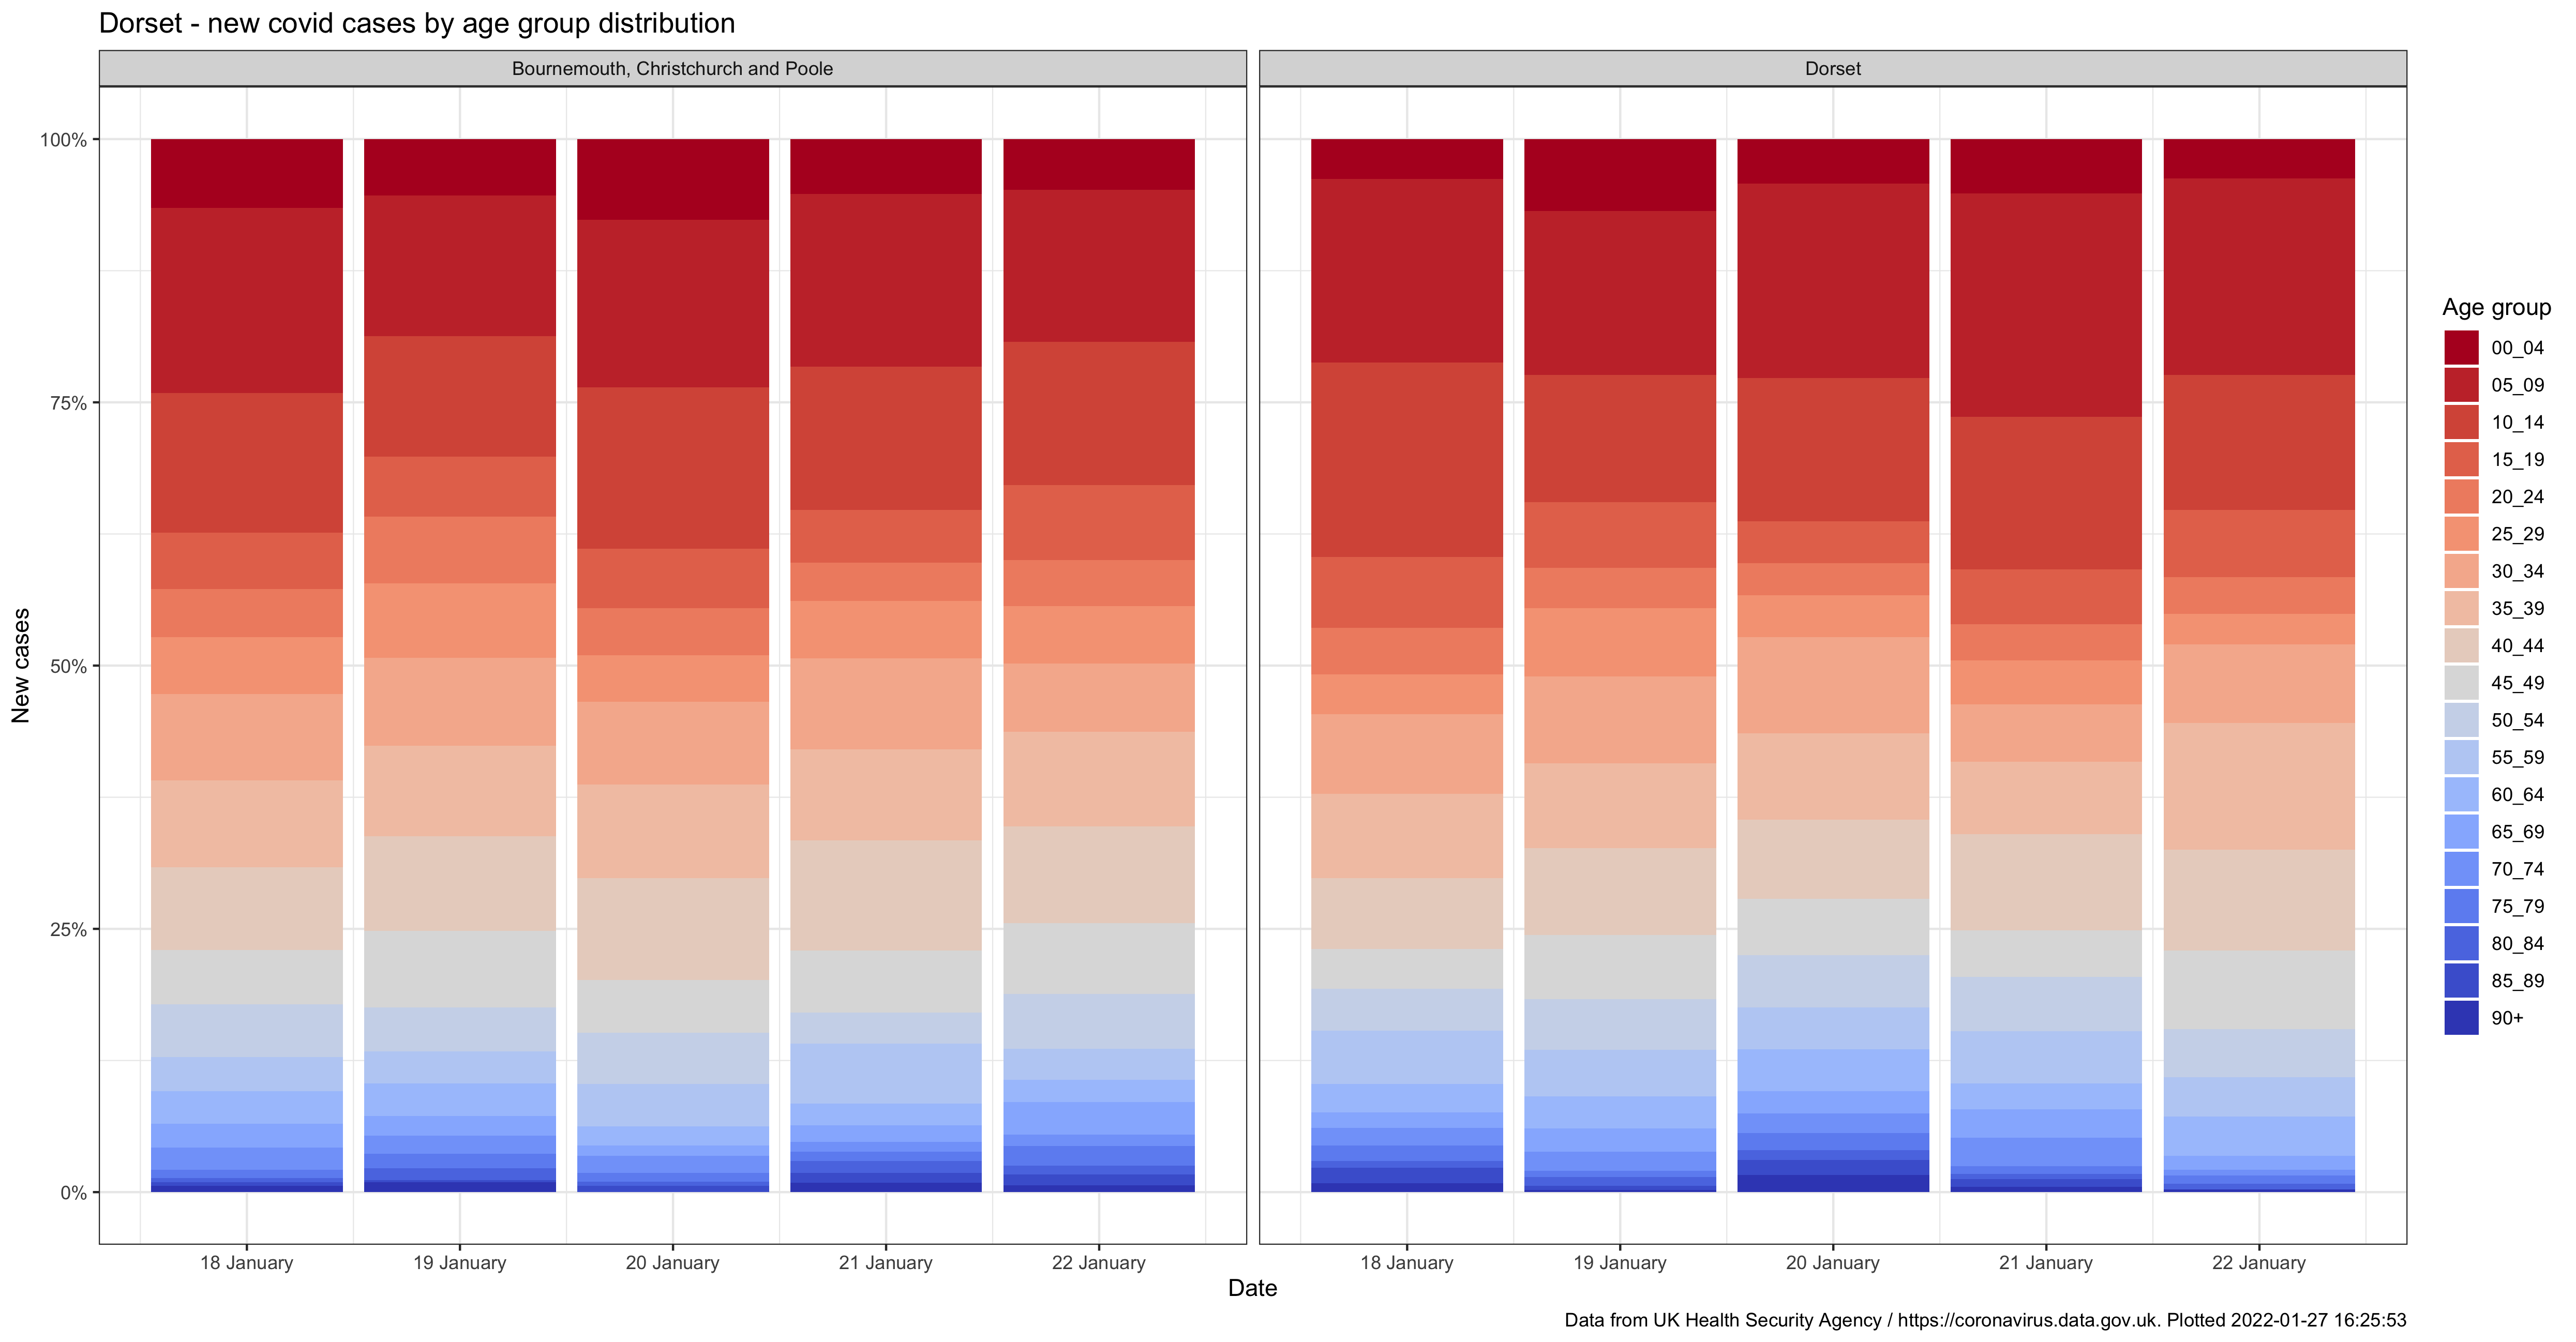 Dorset - new covid cases by age group distribution
Bournemouth, Christchurch and Poole
Dorset
New cases
100%
75%
50%
25%
0%
18 January
19 January
20 January
21 January
22 January
18 January
19 January
20 January
21 January
22 January
Date
Age group
00_04
05_09
10_14
15_19
20_24
25_29
30_34
35_39
40_44
45_49
50_54
55_59
60_64
65_69
70_74
75_79
80_84
85_89
90+
Data from UK Health Security Agency / https://coronavirus.data.gov.uk. Plotted 2022-01-27 16:25:53